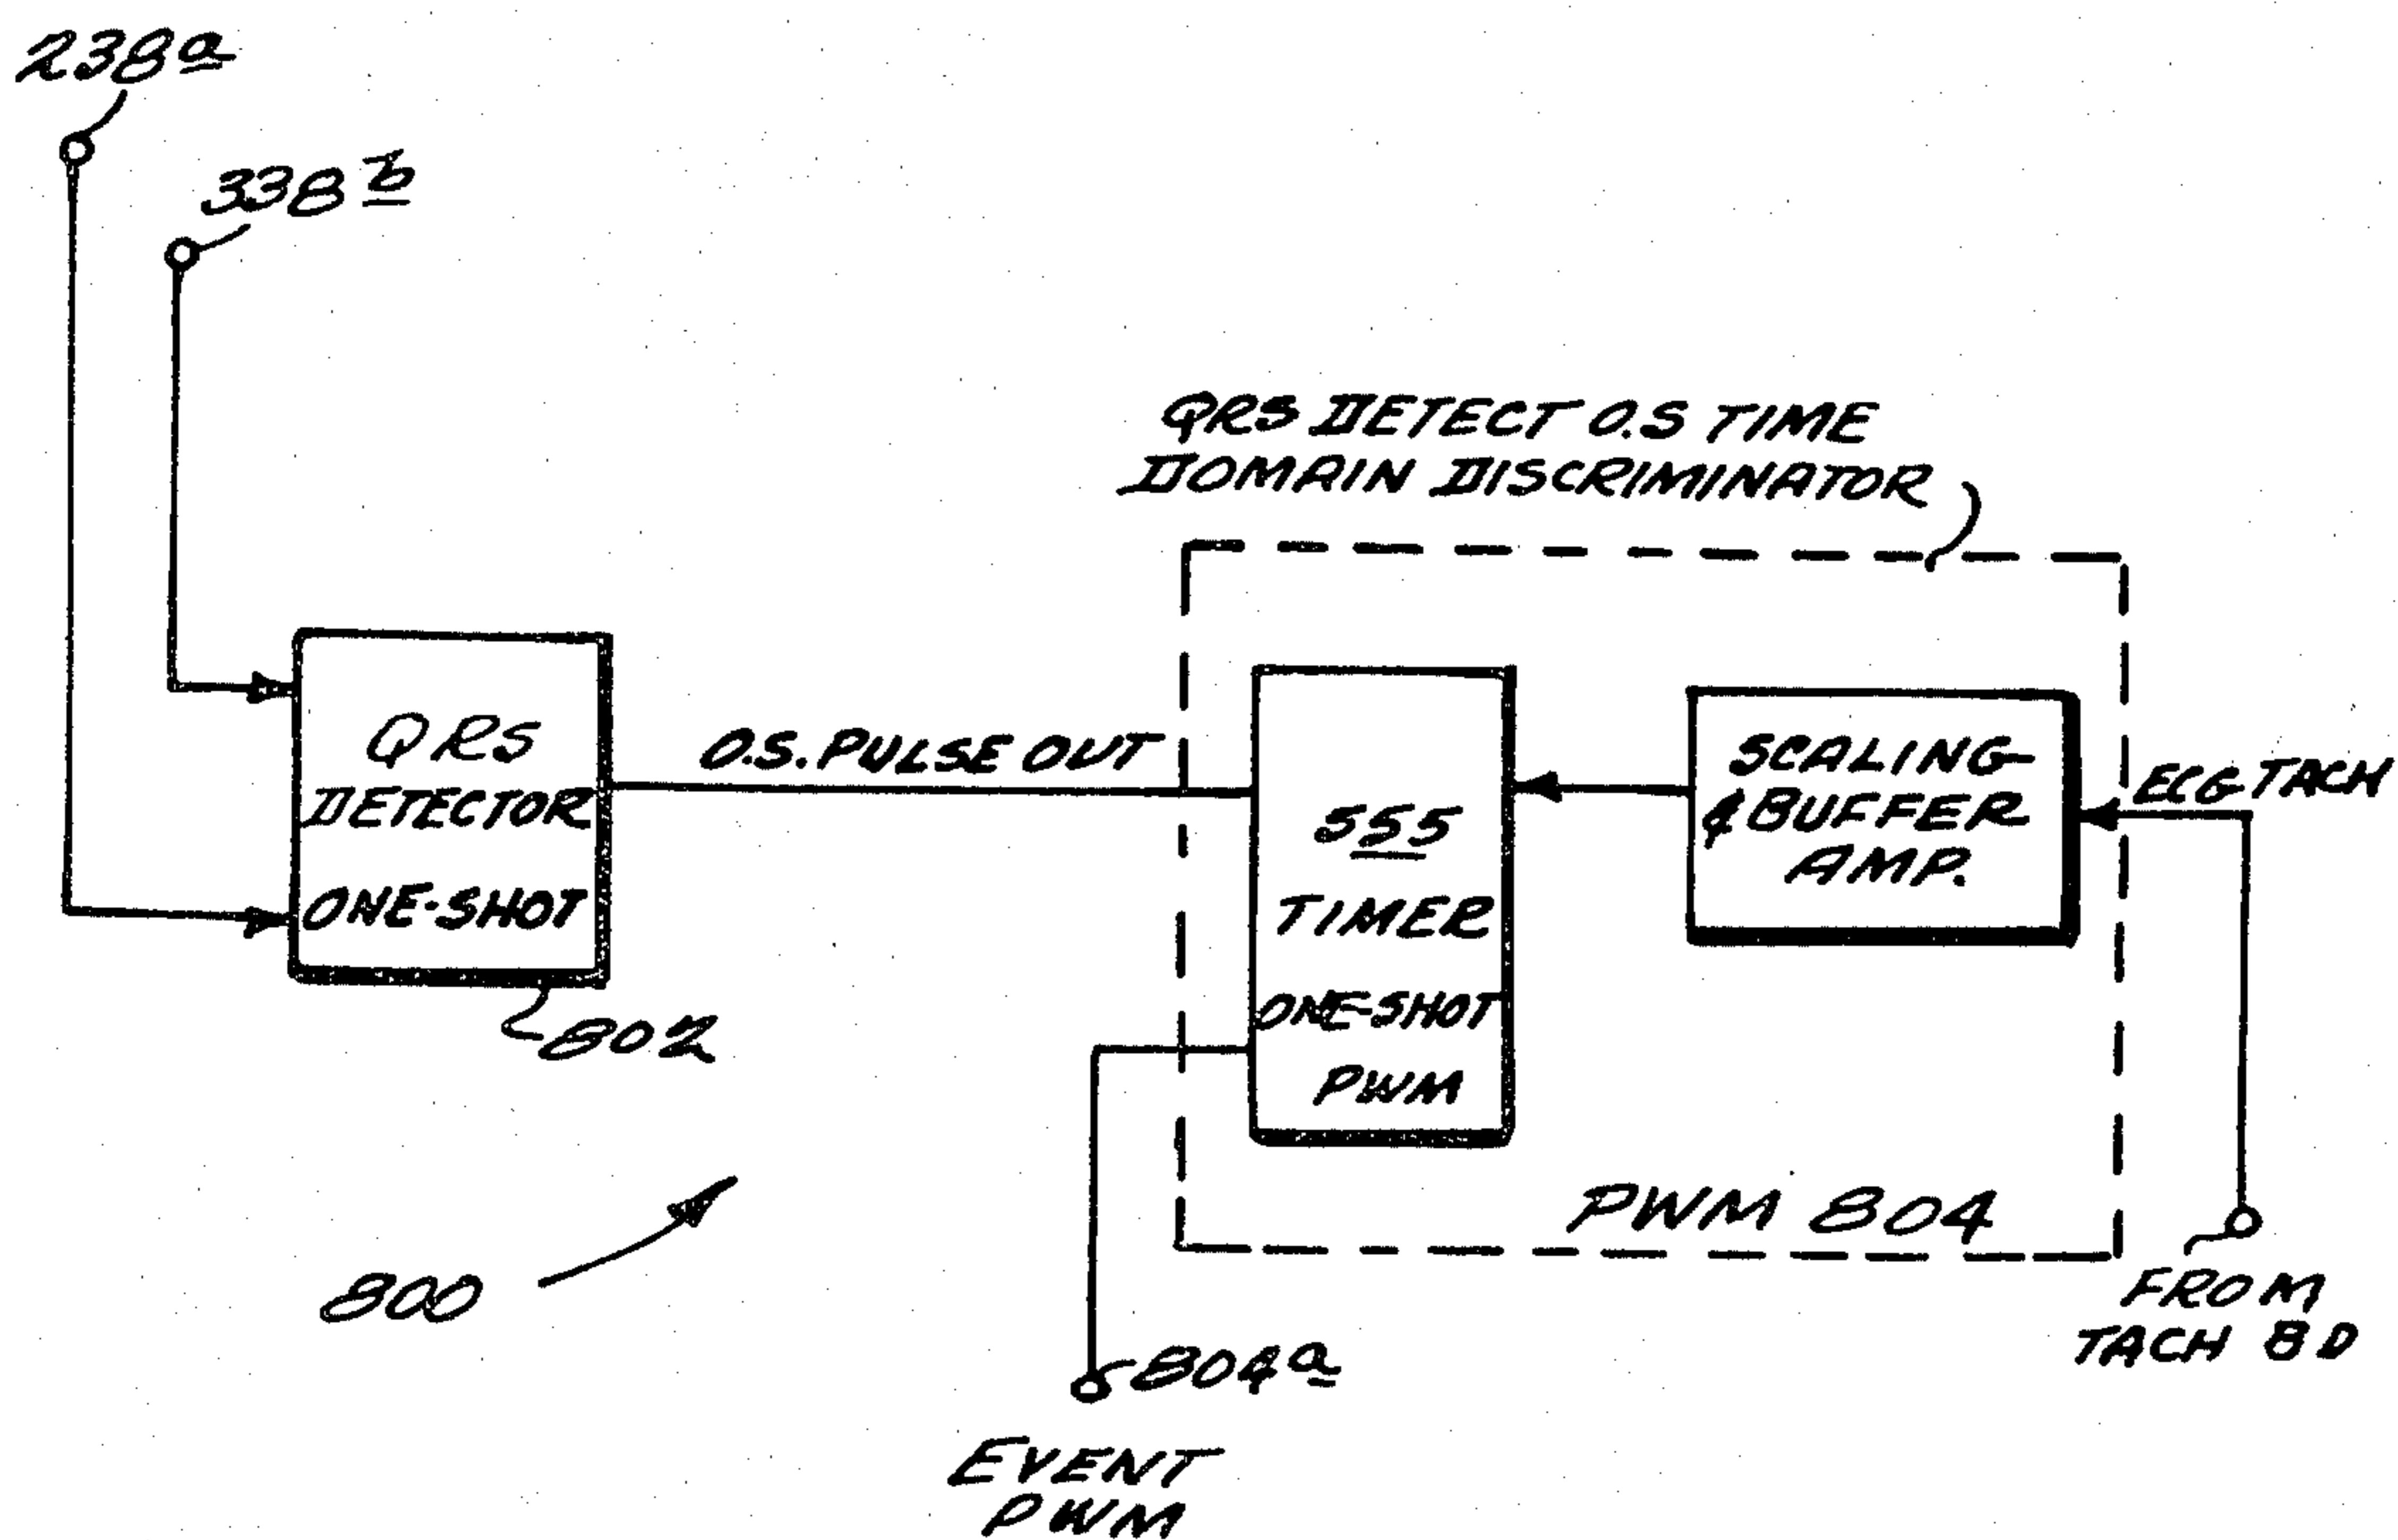 238a
338b
QRS DETECT O.S TIME
DOMAIN DISCRIMINATOR
QRS
DETECTOR
ONE-SHOT
802
O.S. PULSE OUT
555
TIMER
ONE-SHOT
PWM
SCALING
& BUFFER
AMP.
ECG TACH
PWM 804
FROM
TACH 8D
800
804a
EVENT
PWM